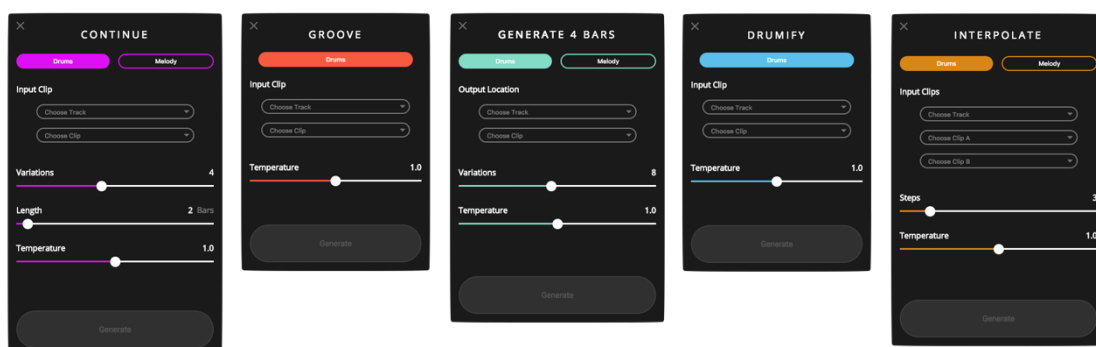 CONTINUE
Drums
Melody
Input Clip
Choose Track
Choose Clip
Variations 4
Length 2 Bars
Temperature 1.0
Generate
GROOVE
Drums
Input Clip
Choose Track
Choose Clip
Temperature 1.0
Generate
GENERATE 4 BARS
Drums
Melody
Output Location
Choose Track
Choose Clip
Variations 8
Temperature 1.0
Generate
DRUMIFY
Drums
Input Clip
Choose Track
Choose Clip
Temperature 1.0
Generate
INTERPOLATE
Drums
Melody
Input Clips
Choose Track
Choose Clip A
Choose Clip B
Steps 3
Temperature 1.0
Generate